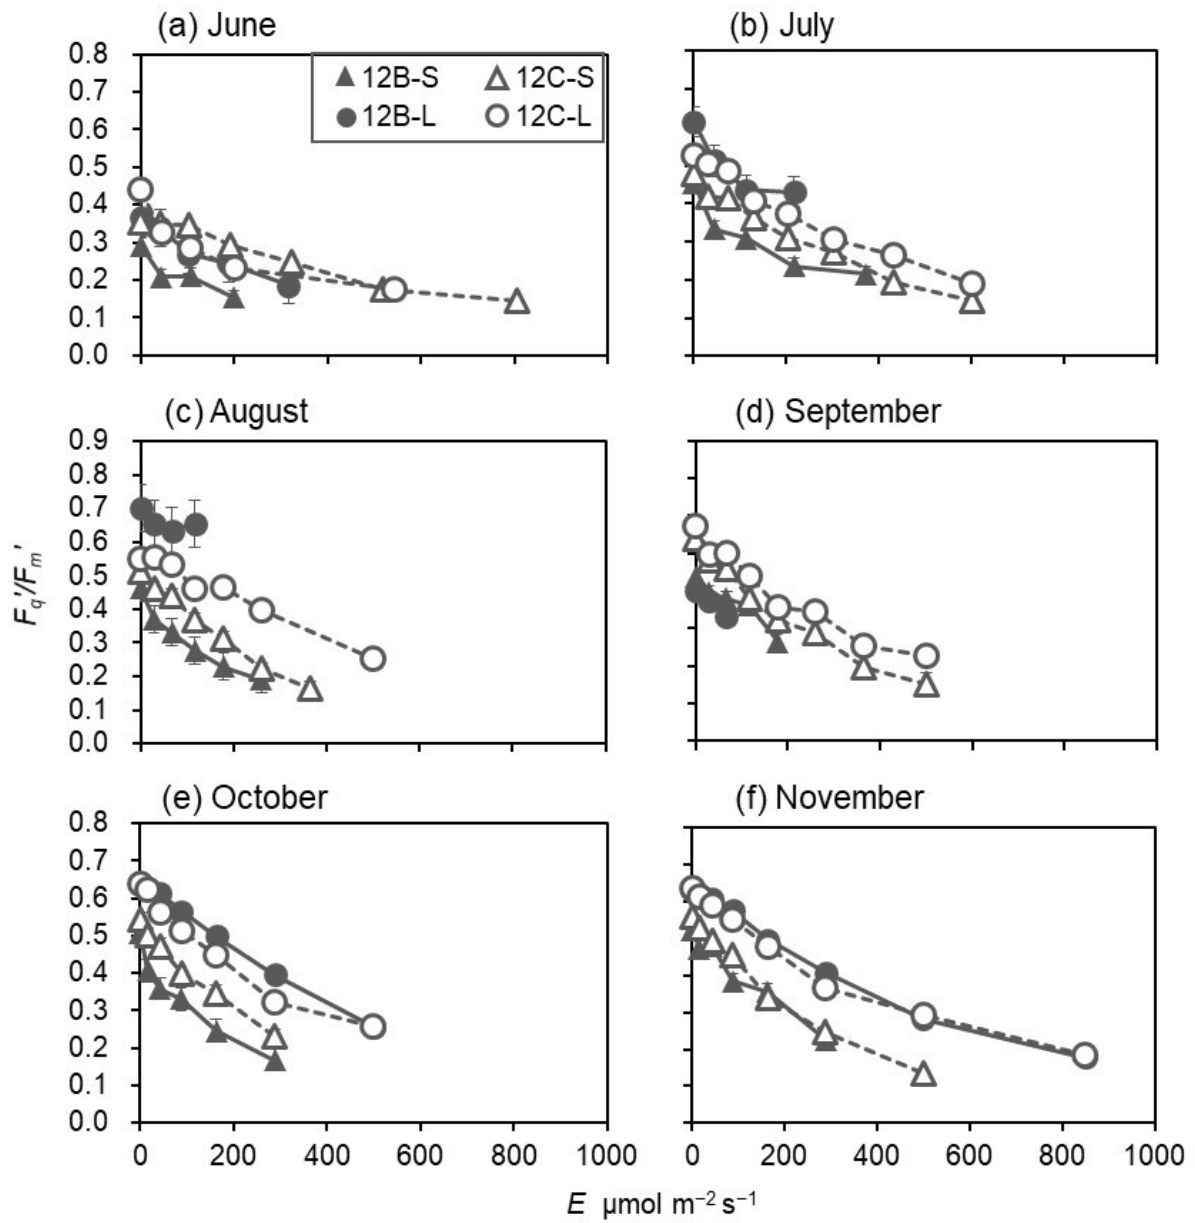 (a) June
(b) July
0.8
0.7
0.6
0.5
0.4
0.3
0.2
0.1
0.0
12B-S
12C-S
12B-L
12C-L
(c) August
(d) September
0.9
0.8
0.7
0.6
0.5
0.4
0.3
0.2
0.1
0.0
Fq'/Fm'
(e) October
(f) November
0.8
0.7
0.6
0.5
0.4
0.3
0.2
0.1
0.0
0 200 400 600 800 1000
0 200 400 600 800 1000
E µmol m−2 s−1